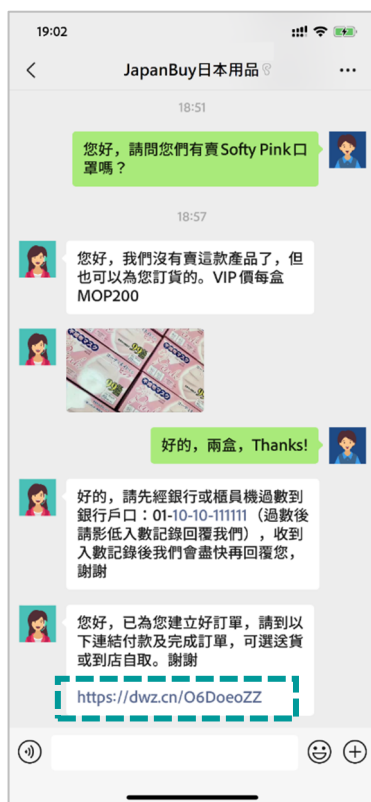 19:02
JapanBuy日本用品
18:51
您好，請問您們有賣Softy Pink口
罩嗎？
18:57
您好，我們沒有賣這款產品了，但
也可以為您訂貨的。VIP價每盒
MOP200
好的，兩盒，Thanks!
好的，請先經銀行或櫃員機過數到
銀行戶口：01-10-10-111111（過數後
請影低入數記錄回覆我們），收到
入數記錄後我們會盡快再回覆您，
謝謝
您好，已為您建立好訂單，請到以
下連結付款及完成訂單，可選送貨
或到店自取。謝謝
https://dwz.cn/O6DoeoZZ